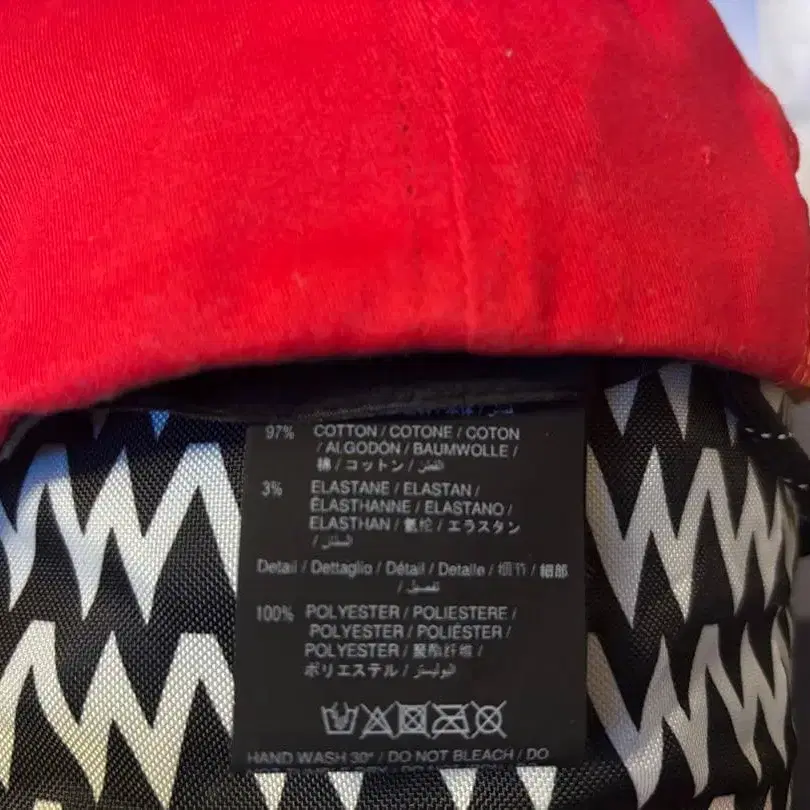 97% COTTON / COTONE / COTON
/ ALGODÓN / BAUMWOLLE /
棉 / コットン / القطن /
3% ELASTANE / ELASTAN /
ÉLASTHANNE / ELASTANO /
ELASTHAN / 氨纶 / エラスタン
/
Detail / Dettaglio / Détail / Detalle / 细节 / 細部
/ تفصيل /
100% POLYESTER / POLIESTERE /
POLYESTER / POLIÉSTER /
POLYESTER / 聚酯纤维 /
ポリエステル / البوليستر /
HAND WASH 30° / DO NOT BLEACH / DO